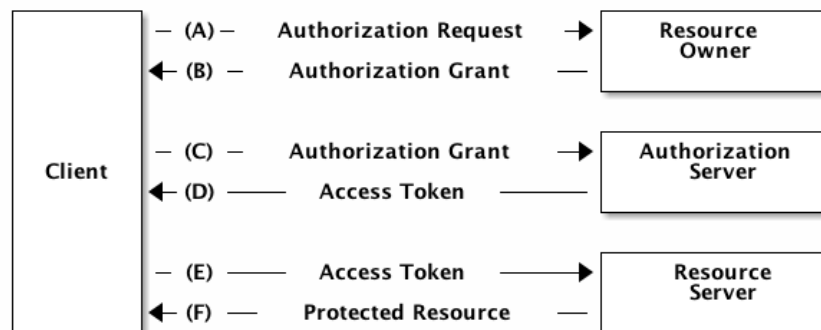 (A) Authorization Request
Resource
Owner
(B) Authorization Grant
Client
(C) Authorization Grant
Authorization
Server
(D) Access Token
(E) Access Token
Resource
Server
(F) Protected Resource